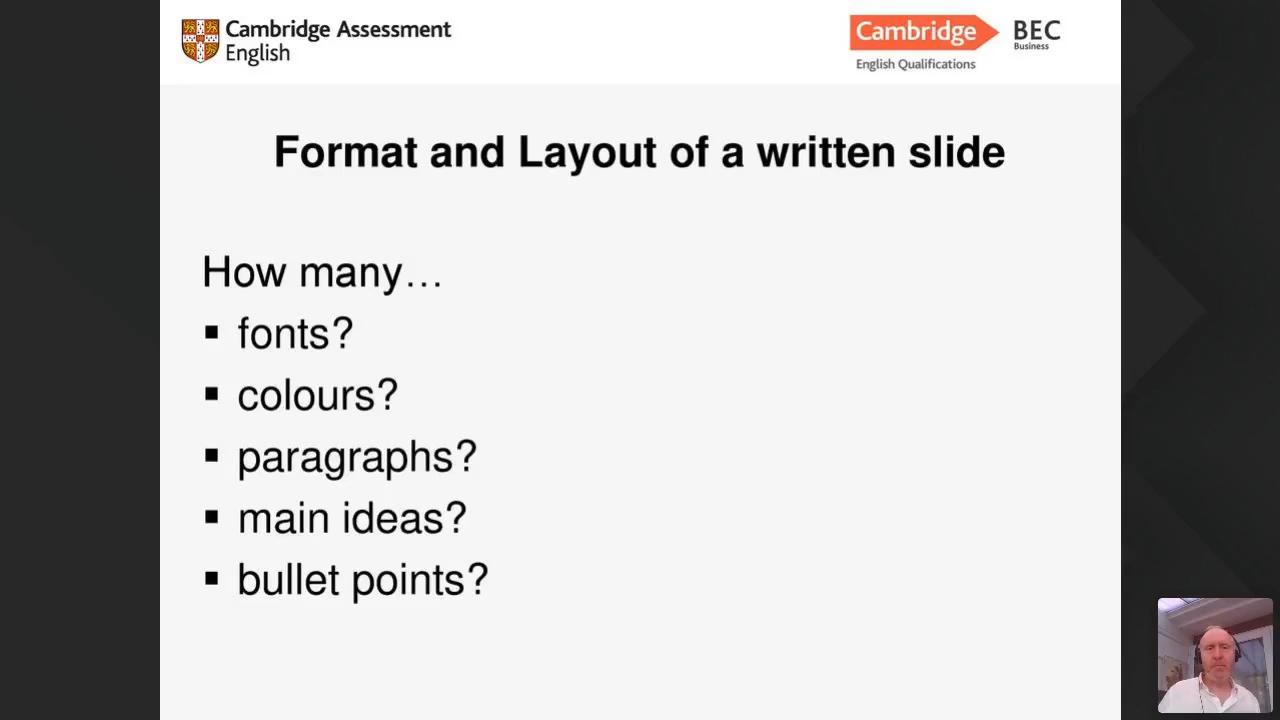 Cambridge Assessment
English
Cambridge
English Qualifications
BEC
Business
Format and Layout of a written slide
How many…
▪ fonts?
▪ colours?
▪ paragraphs?
▪ main ideas?
▪ bullet points?